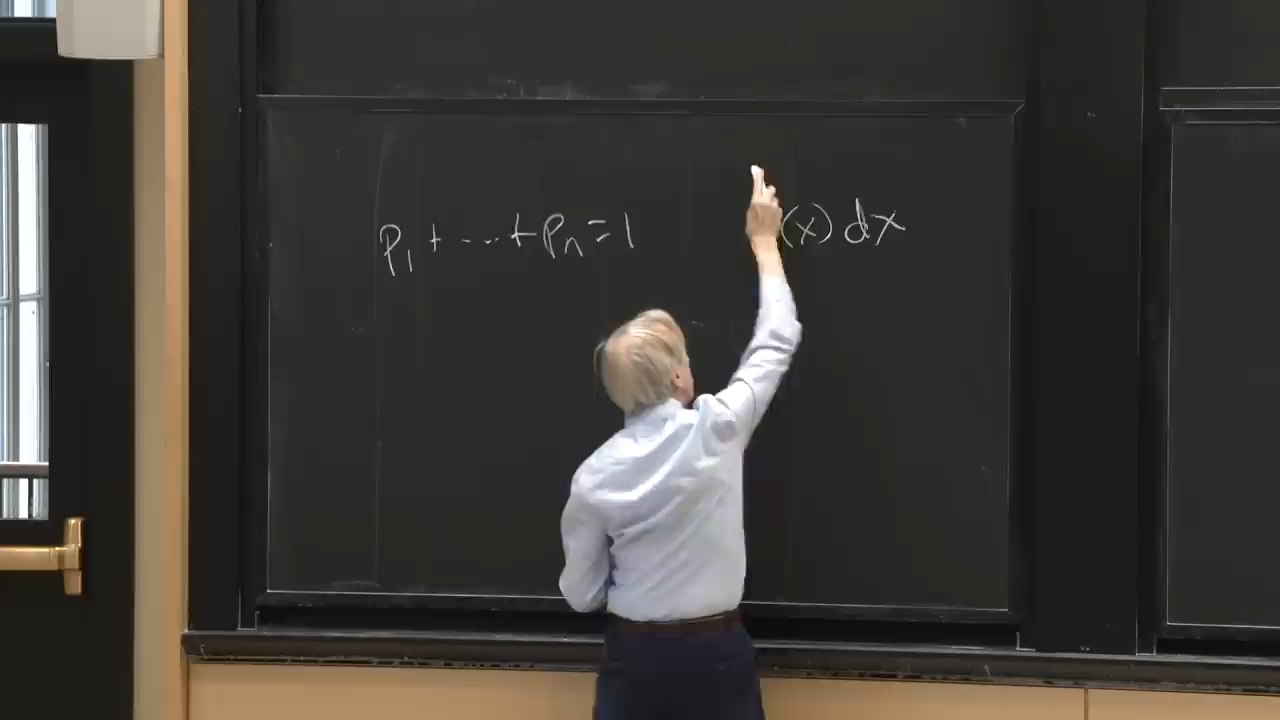 p₁ + ... + pₙ = 1 (x) dx